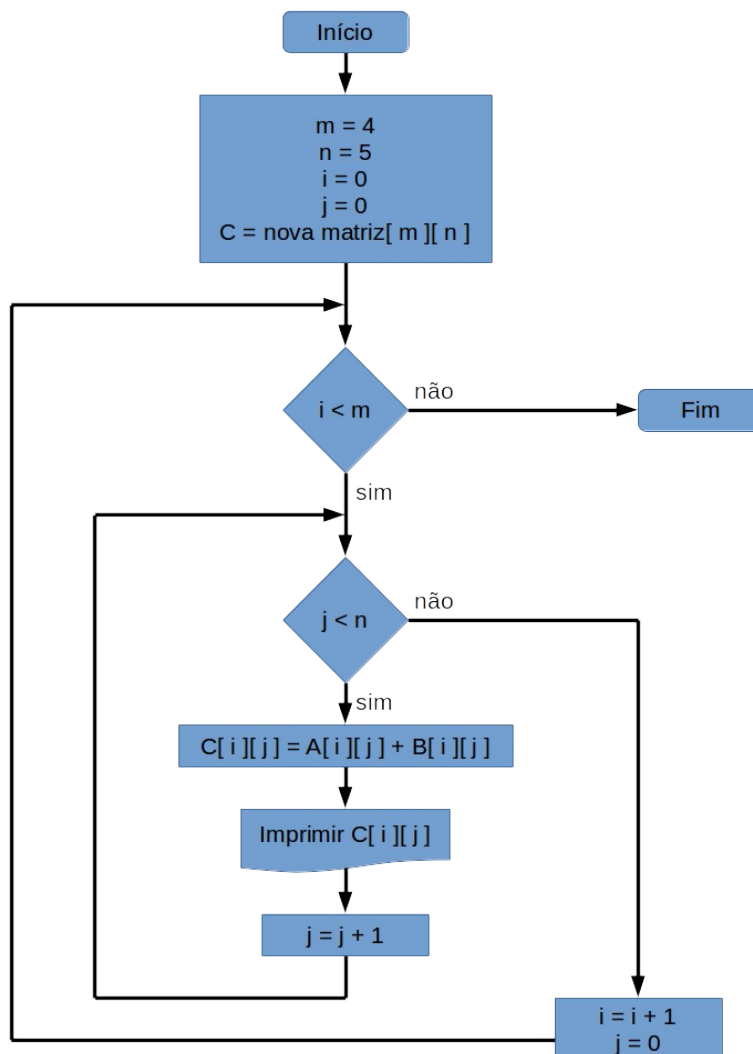 Início
m = 4
n = 5
i = 0
j = 0
C = nova matriz[ m ][ n ]
i < m
não
Fim
sim
j < n
não
sim
C[ i ][ j ] = A[ i ][ j ] + B[ i ][ j ]
Imprimir C[ i ][ j ]
j = j + 1
i = i + 1
j = 0